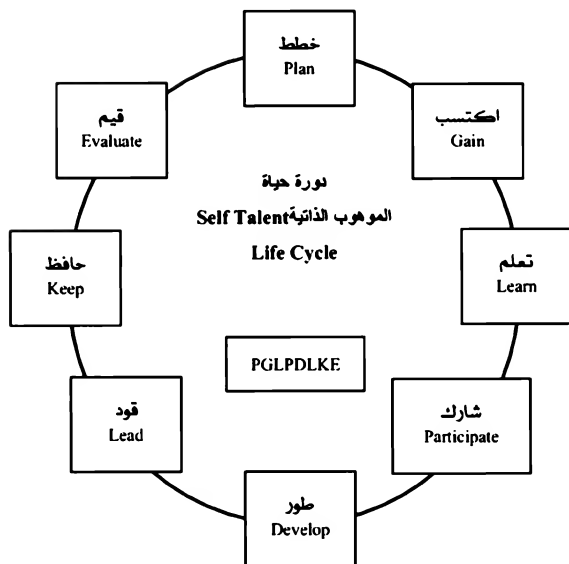 خطط
Plan
اكتسب
Gain
تعلم
Learn
شارك
Participate
طور
Develop
قود
Lead
حافظ
Keep
قيم
Evaluate
دورة حياة
الموهوب الذاتية Self Talent
Life Cycle
PGLPDLKE